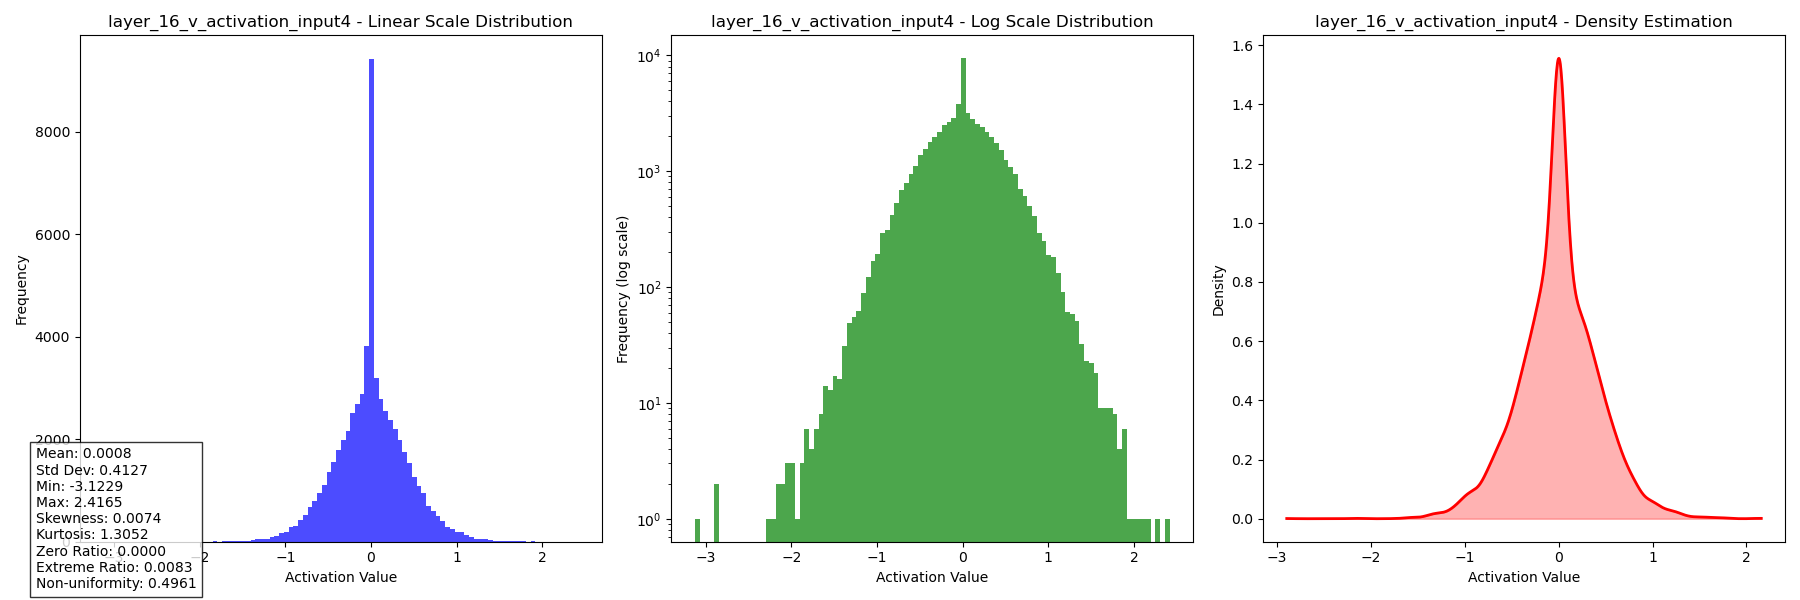 layer_16_v_activation_input4 - Linear Scale Distribution
8000
6000
4000
2000
Frequency
−2
−1
0
1
2
Activation Value
Mean: 0.0008
Std Dev: 0.4127
Min: -3.1229
Max: 2.4165
Skewness: 0.0074
Kurtosis: 1.3052
Zero Ratio: 0.0000
Extreme Ratio: 0.0083
Non-uniformity: 0.4961
layer_16_v_activation_input4 - Log Scale Distribution
10⁴
10³
10²
10¹
10⁰
Frequency (log scale)
−3
−2
−1
0
1
2
Activation Value
layer_16_v_activation_input4 - Density Estimation
1.6
1.4
1.2
1.0
0.8
0.6
0.4
0.2
0.0
Density
−3
−2
−1
0
1
2
Activation Value